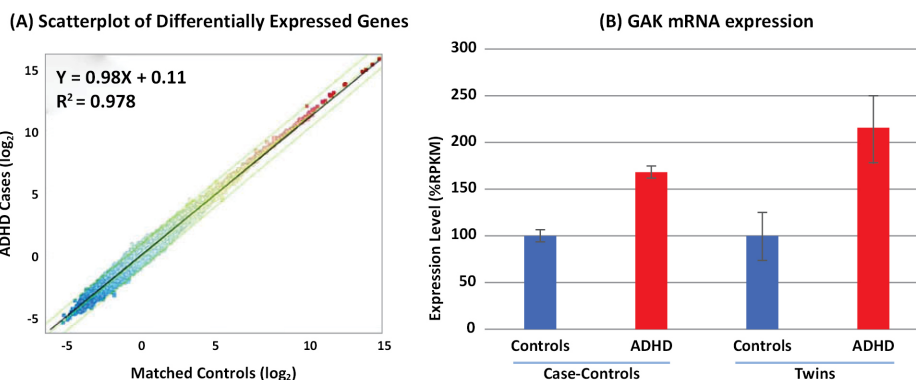 (A) Scatterplot of Differentially Expressed Genes
Y = 0.98X + 0.11
R² = 0.978
15
10
5
0
-5
ADHD Cases (log₂)
-5
0
5
10
15
Matched Controls (log₂)
(B) GAK mRNA expression
300
250
200
150
100
50
0
Expression Level (%RPKM)
Controls
ADHD
Controls
ADHD
Case-Controls
Twins